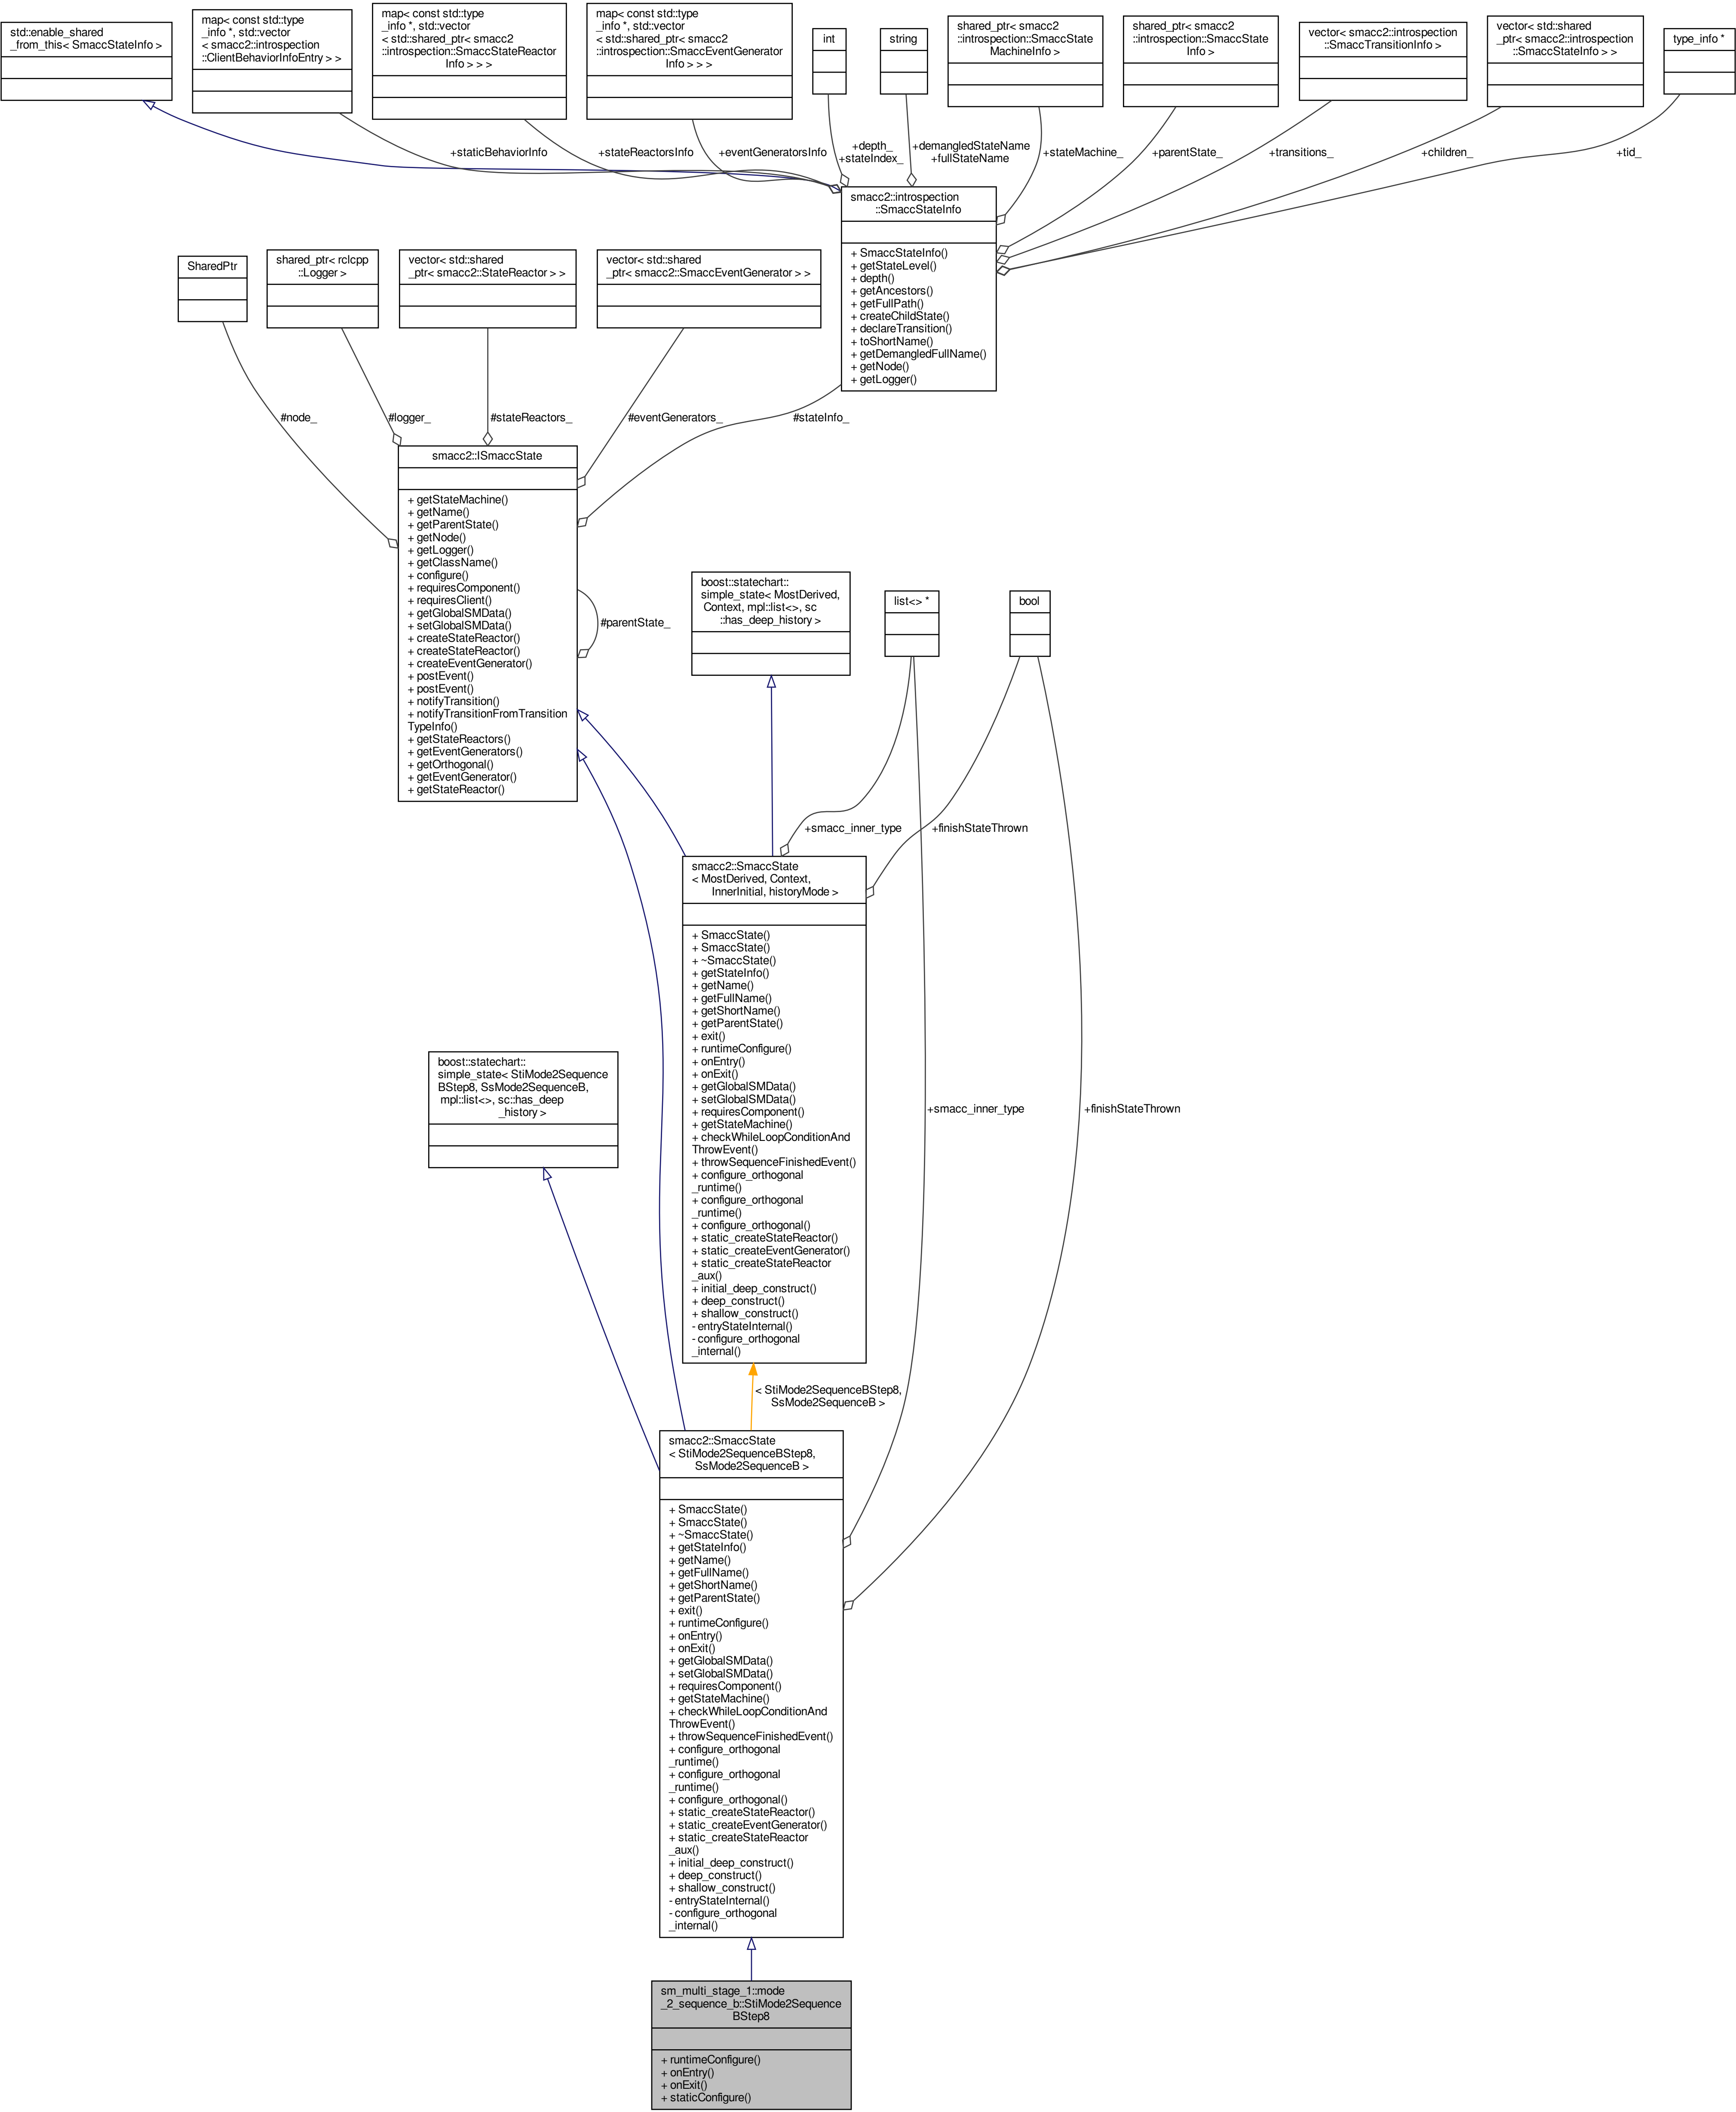 std::enable_shared
_from_this< SmaccStateInfo >
map< const std::type
_info *, std::vector
< smacc2::introspection
::ClientBehaviorInfoEntry > >
map< const std::type
_info *, std::vector
< std::shared_ptr< smacc2
::introspection::SmaccStateReactor
Info > > >
map< const std::type
_info *, std::vector
< std::shared_ptr< smacc2
::introspection::SmaccEventGenerator
Info > > >
int
string
shared_ptr< smacc2
::introspection::SmaccState
MachineInfo >
shared_ptr< smacc2
::introspection::SmaccState
Info >
vector< smacc2::introspection
::SmaccTransitionInfo >
vector< std::shared
_ptr< smacc2::introspection
::SmaccStateInfo > >
type_info *
+staticBehaviorInfo
+stateReactorsInfo
+eventGeneratorsInfo
+depth_
+stateIndex_
+demangledStateName
+fullStateName
+stateMachine_
+parentState_
+transitions_
+children_
+tid_
smacc2::introspection
::SmaccStateInfo
+ SmaccStateInfo()
+ getStateLevel()
+ depth()
+ getAncestors()
+ getFullPath()
+ createChildState()
+ declareTransition()
+ toShortName()
+ getDemangledFullName()
+ getNode()
+ getLogger()
SharedPtr
shared_ptr< rclcpp
::Logger >
vector< std::shared
_ptr< smacc2::StateReactor > >
vector< std::shared
_ptr< smacc2::SmaccEventGenerator > >
#node_
#logger_
#stateReactors_
#eventGenerators_
#stateInfo_
smacc2::ISmaccState
+ getStateMachine()
+ getName()
+ getParentState()
+ getNode()
+ getLogger()
+ getClassName()
+ configure()
+ requiresComponent()
+ requiresClient()
+ getGlobalSMData()
+ setGlobalSMData()
+ createStateReactor()
+ createStateReactor()
+ createEventGenerator()
+ postEvent()
+ postEvent()
+ notifyTransition()
+ notifyTransitionFromTransition
TypeInfo()
+ getStateReactors()
+ getEventGenerators()
+ getOrthogonal()
+ getEventGenerator()
+ getStateReactor()
#parentState_
boost::statechart::
simple_state< MostDerived,
Context, mpl::list<>, sc
::has_deep_history >
list<> *
bool
+smacc_inner_type
+finishStateThrown
smacc2::SmaccState
< MostDerived, Context,
InnerInitial, historyMode >
+ SmaccState()
+ SmaccState()
+ ~SmaccState()
+ getStateInfo()
+ getName()
+ getFullName()
+ getShortName()
+ getParentState()
+ exit()
+ runtimeConfigure()
+ onEntry()
+ onExit()
+ getGlobalSMData()
+ setGlobalSMData()
+ requiresComponent()
+ getStateMachine()
+ checkWhileLoopConditionAnd
ThrowEvent()
+ throwSequenceFinishedEvent()
+ configure_orthogonal
_runtime()
+ configure_orthogonal
_runtime()
+ configure_orthogonal()
+ static_createStateReactor()
+ static_createEventGenerator()
+ static_createStateReactor
_aux()
+ initial_deep_construct()
+ deep_construct()
+ shallow_construct()
- entryStateInternal()
- configure_orthogonal
_internal()
boost::statechart::
simple_state< StiMode2Sequence
BStep8, SsMode2SequenceB,
mpl::list<>, sc::has_deep
_history >
+smacc_inner_type
+finishStateThrown
< StiMode2SequenceBStep8,
SsMode2SequenceB >
smacc2::SmaccState
< StiMode2SequenceBStep8,
SsMode2SequenceB >
+ SmaccState()
+ SmaccState()
+ ~SmaccState()
+ getStateInfo()
+ getName()
+ getFullName()
+ getShortName()
+ getParentState()
+ exit()
+ runtimeConfigure()
+ onEntry()
+ onExit()
+ getGlobalSMData()
+ setGlobalSMData()
+ requiresComponent()
+ getStateMachine()
+ checkWhileLoopConditionAnd
ThrowEvent()
+ throwSequenceFinishedEvent()
+ configure_orthogonal
_runtime()
+ configure_orthogonal
_runtime()
+ configure_orthogonal()
+ static_createStateReactor()
+ static_createEventGenerator()
+ static_createStateReactor
_aux()
+ initial_deep_construct()
+ deep_construct()
+ shallow_construct()
- entryStateInternal()
- configure_orthogonal
_internal()
sm_multi_stage_1::mode
_2_sequence_b::StiMode2Sequence
BStep8
+ runtimeConfigure()
+ onEntry()
+ onExit()
+ staticConfigure()